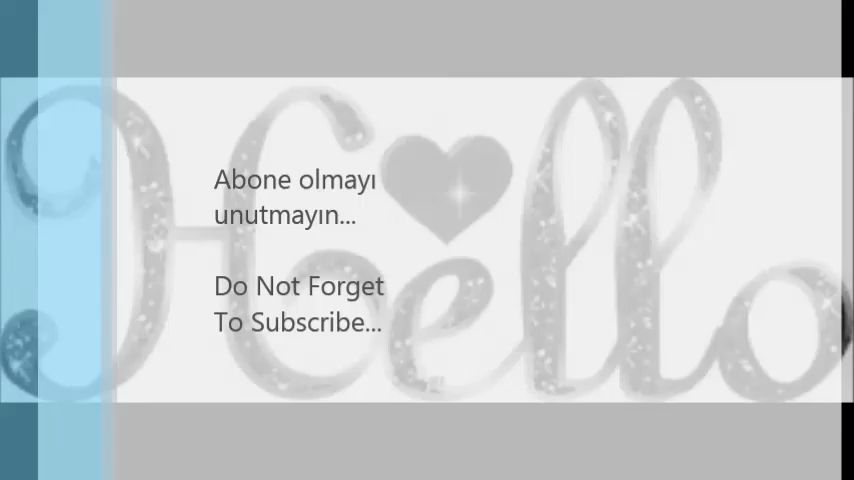 Hello
Abone olmayı
unutmayın...
Do Not Forget
To Subscribe...